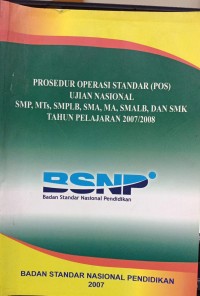 PROSEDUR OPERASI STANDAR (POS)
UJIAN NASIONAL
SMP, MTs, SMPLB, SMA, MA, SMALB, DAN SMK
TAHUN PELAJARAN 2007/2008
BSNP
Badan Standar Nasional Pendidikan
BADAN STANDAR NASIONAL PENDIDIKAN
2007